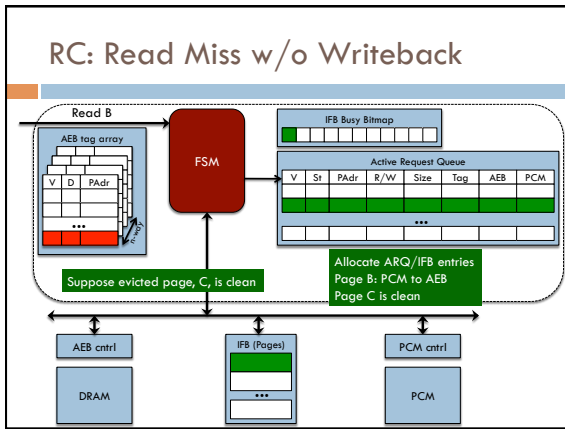 RC: Read Miss w/o Writeback
Read B
AEB tag array
V D PAdr
•••
n-way
FSM
IFB Busy Bitmap
Active Request Queue
V St PAdr R/W Size Tag AEB PCM
•••
Suppose evicted page, C, is clean
Allocate ARQ/IFB entries
Page B: PCM to AEB
Page C is clean
AEB cntrl
DRAM
IFB (Pages)
•••
PCM cntrl
PCM